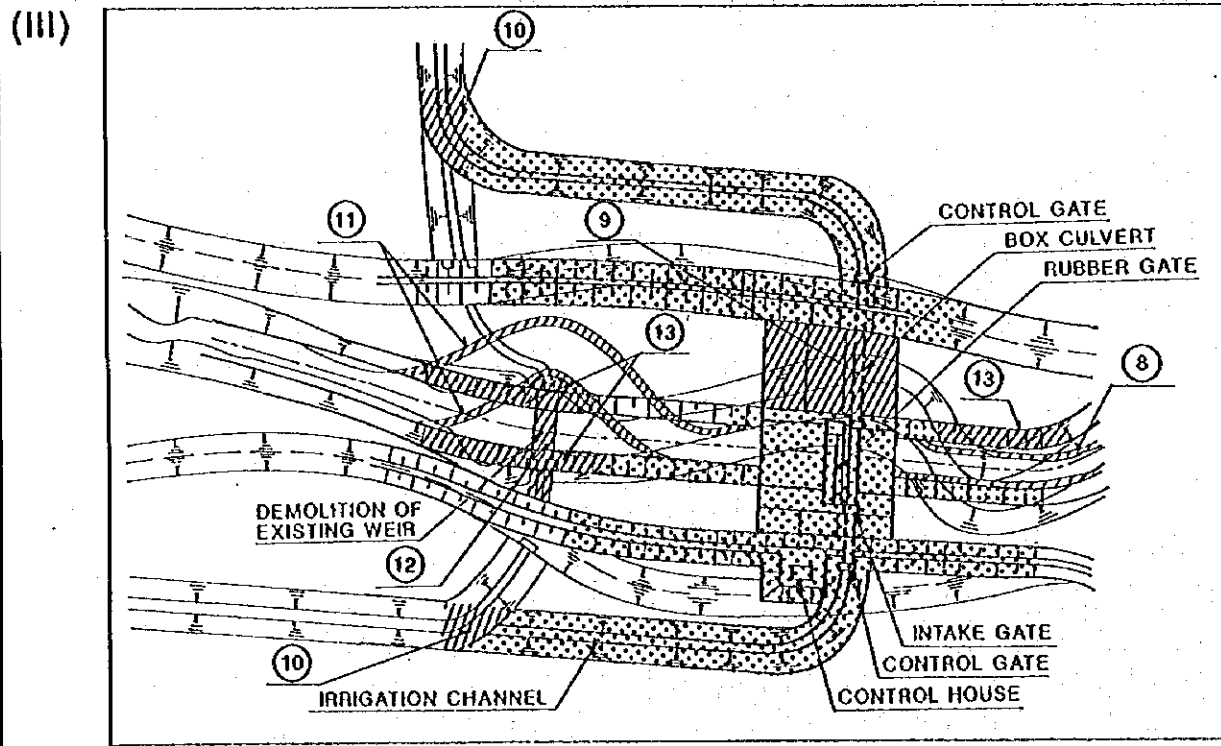 (III)
10
11
9
CONTROL GATE
BOX CULVERT
RUBBER GATE
13
13
8
DEMOLITION OF
EXISTING WEIR
12
10
IRRIGATION CHANNEL
INTAKE GATE
CONTROL GATE
CONTROL HOUSE